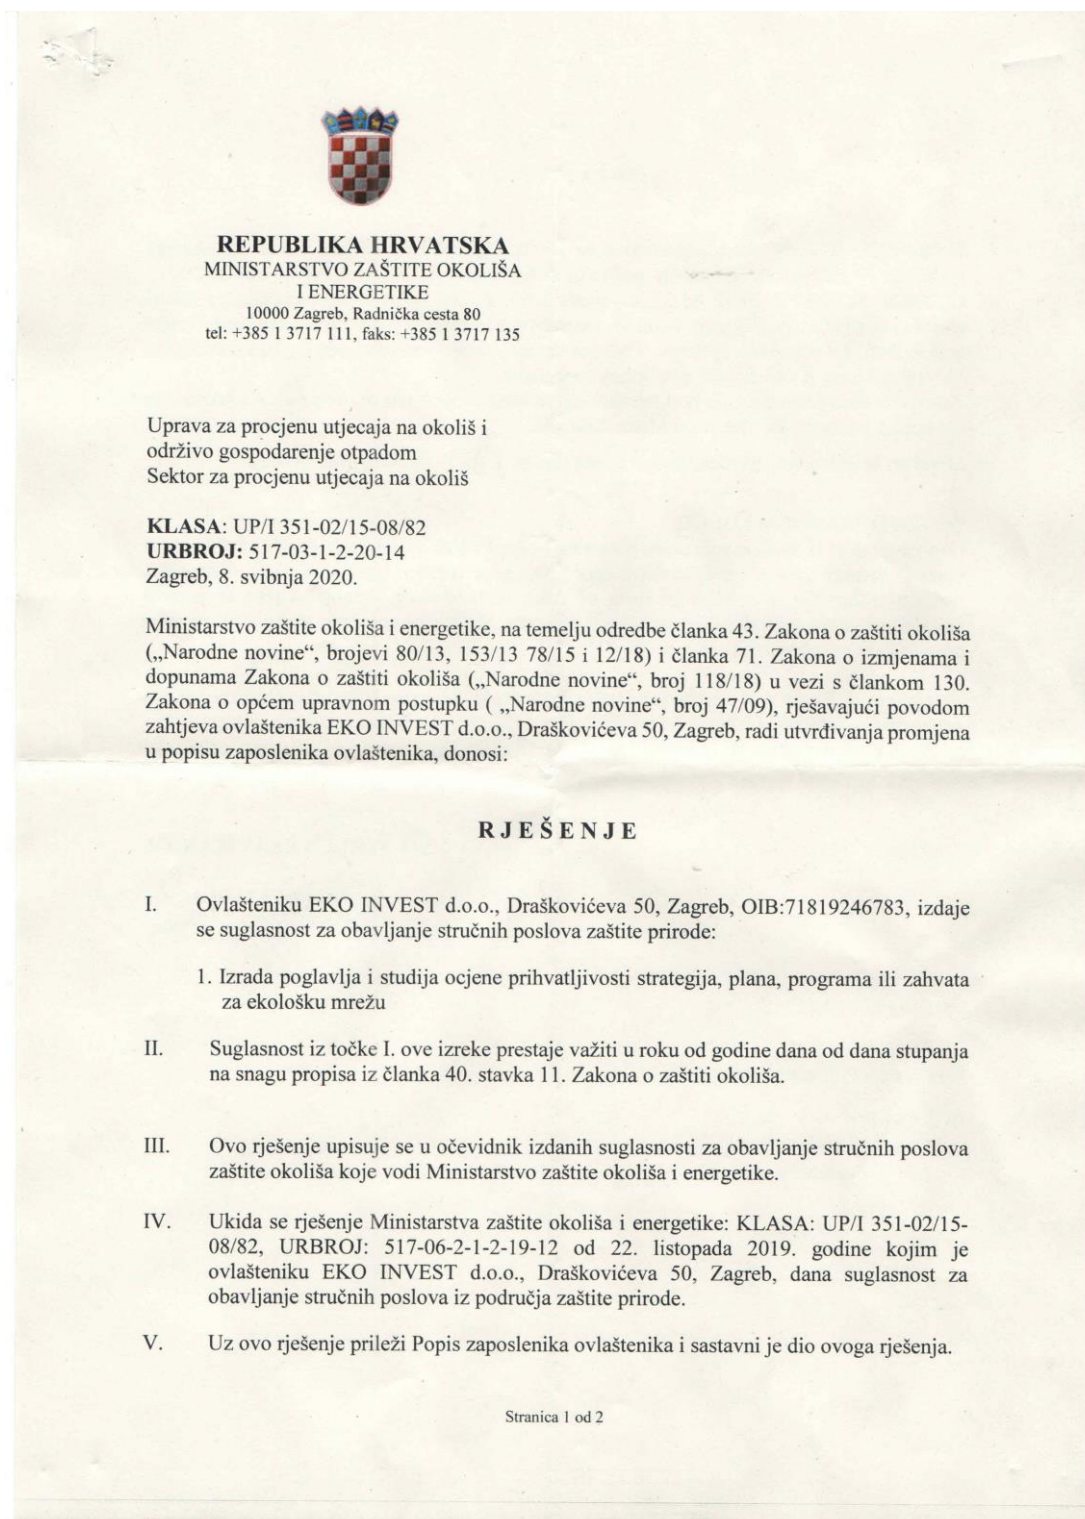 REPUBLIKA HRVATSKA
MINISTARSTVO ZAŠTITE OKOLIŠA
I ENERGETIKE
10000 Zagreb, Radnička cesta 80
tel: +385 1 3717 111, faks: +385 1 3717 135
Uprava za procjenu utjecaja na okoliš i
održivo gospodarenje otpadom
Sektor za procjenu utjecaja na okoliš
KLASA: UP/I 351-02/15-08/82
URBROJ: 517-03-1-2-20-14
Zagreb, 8. svibnja 2020.
Ministarstvo zaštite okoliša i energetike, na temelju odredbe članka 43. Zakona o zaštiti okoliša
(„Narodne novine“, brojevi 80/13, 153/13 78/15 i 12/18) i članka 71. Zakona o izmjenama i
dopunama Zakona o zaštiti okoliša („Narodne novine“, broj 118/18) u vezi s člankom 130.
Zakona o općem upravnom postupku ( „Narodne novine“, broj 47/09), rješavajući povodom
zahtjeva ovlaštenika EKO INVEST d.o.o., Draškovićeva 50, Zagreb, radi utvrđivanja promjena
u popisu zaposlenika ovlaštenika, donosi:
R J E Š E N J E
I. Ovlašteniku EKO INVEST d.o.o., Draškovićeva 50, Zagreb, OIB:71819246783, izdaje
se suglasnost za obavljanje stručnih poslova zaštite prirode:
1. Izrada poglavlja i studija ocjene prihvatljivosti strategija, plana, programa ili zahvata
za ekološku mrežu
II. Suglasnost iz točke I. ove izreke prestaje važiti u roku od godine dana od dana stupanja
na snagu propisa iz članka 40. stavka 11. Zakona o zaštiti okoliša.
III. Ovo rješenje upisuje se u očevidnik izdanih suglasnosti za obavljanje stručnih poslova
zaštite okoliša koje vodi Ministarstvo zaštite okoliša i energetike.
IV. Ukida se rješenje Ministarstva zaštite okoliša i energetike: KLASA: UP/I 351-02/15-
08/82, URBROJ: 517-06-2-1-2-19-12 od 22. listopada 2019. godine kojim je
ovlašteniku EKO INVEST d.o.o., Draškovićeva 50, Zagreb, dana suglasnost za
obavljanje stručnih poslova iz područja zaštite prirode.
V. Uz ovo rješenje prileži Popis zaposlenika ovlaštenika i sastavni je dio ovoga rješenja.
Stranica 1 od 2